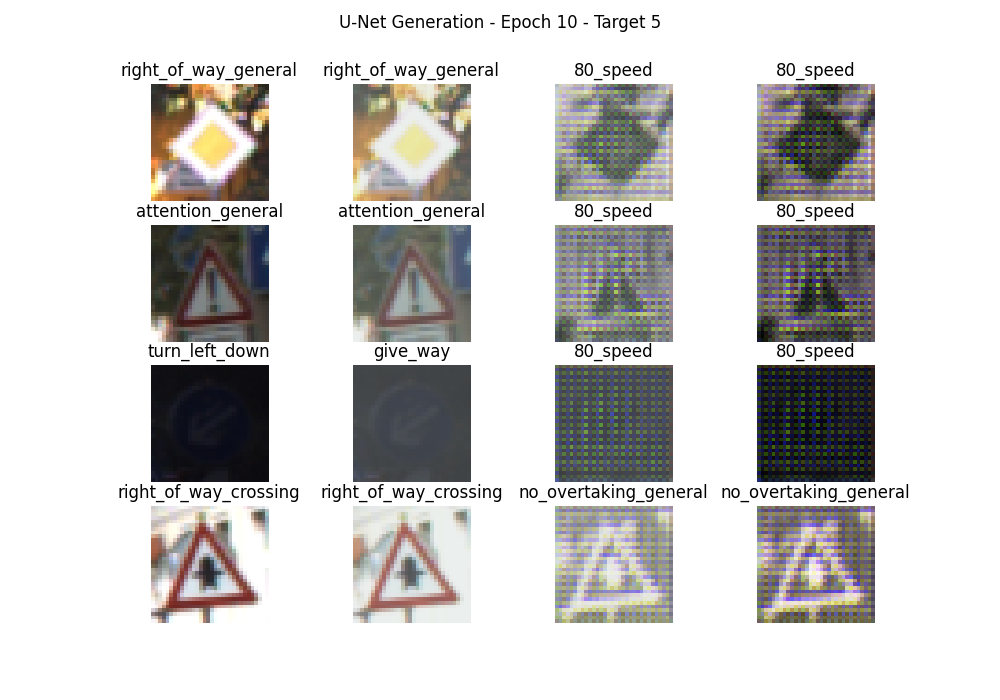 U-Net Generation - Epoch 10 - Target 5
right_of_way_general right_of_way_general 80_speed 80_speed
attention_general attention_general 80_speed 80_speed
turn_left_down give_way 80_speed 80_speed
right_of_way_crossing right_of_way_crossing no_overtaking_general no_overtaking_general